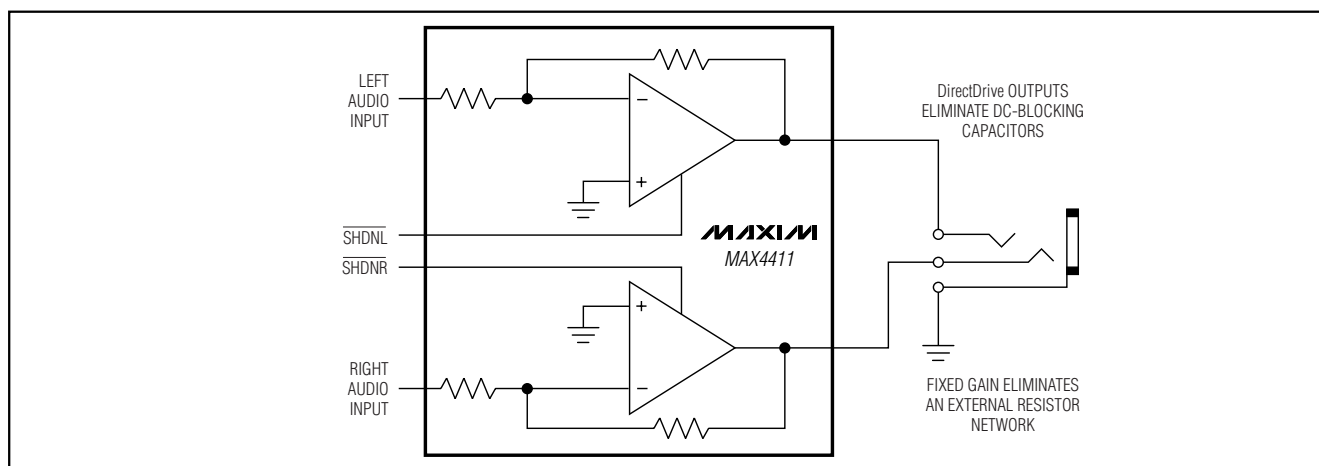 LEFT
AUDIO
INPUT
DirectDrive OUTPUTS
ELIMINATE DC-BLOCKING
CAPACITORS
−
+
SHDNL
SHDNR
MAXIM
MAX4411
+
−
RIGHT
AUDIO
INPUT
FIXED GAIN ELIMINATES
AN EXTERNAL RESISTOR
NETWORK